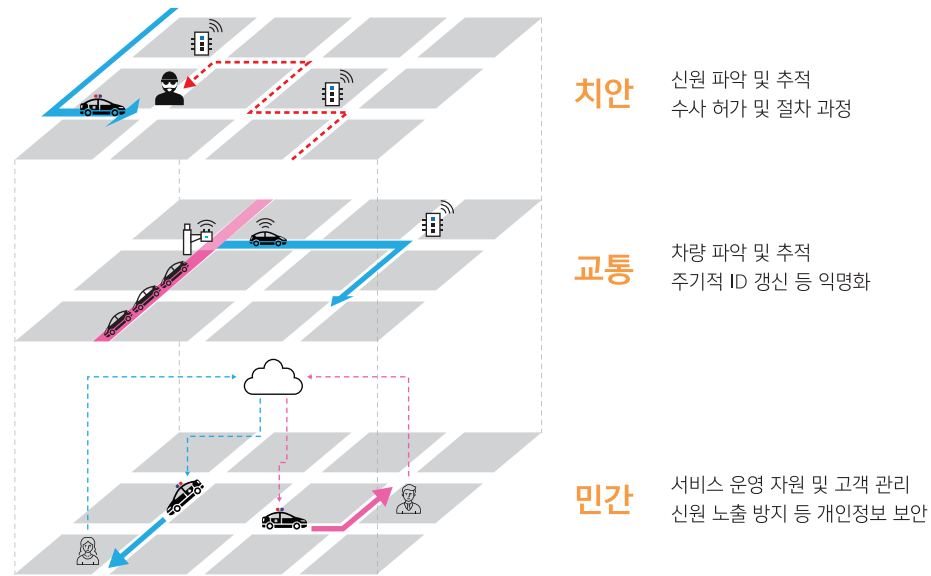 치안
신원 파악 및 추적
수사 허가 및 절차 과정
교통
차량 파악 및 추적
주기적 ID 갱신 등 익명화
민간
서비스 운영 자원 및 고객 관리
신원 노출 방지 등 개인정보 보안